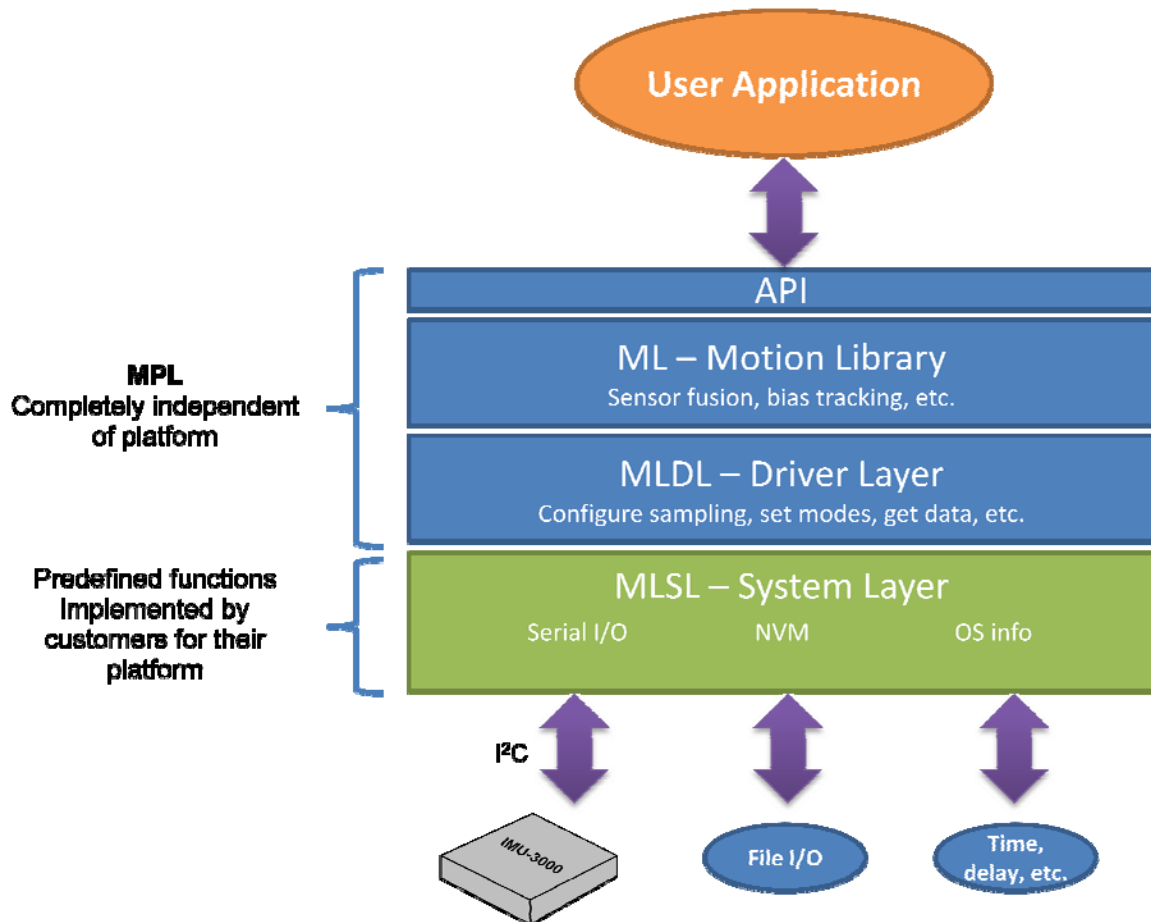 User Application
API
ML – Motion Library
Sensor fusion, bias tracking, etc.
MPL
Completely independent
of platform
MLDL – Driver Layer
Configure sampling, set modes, get data, etc.
Predefined functions
Implemented by
customers for their
platform
MLSL – System Layer
Serial I/O NVM OS info
I²C
IMU-3000
File I/O
Time,
delay, etc.